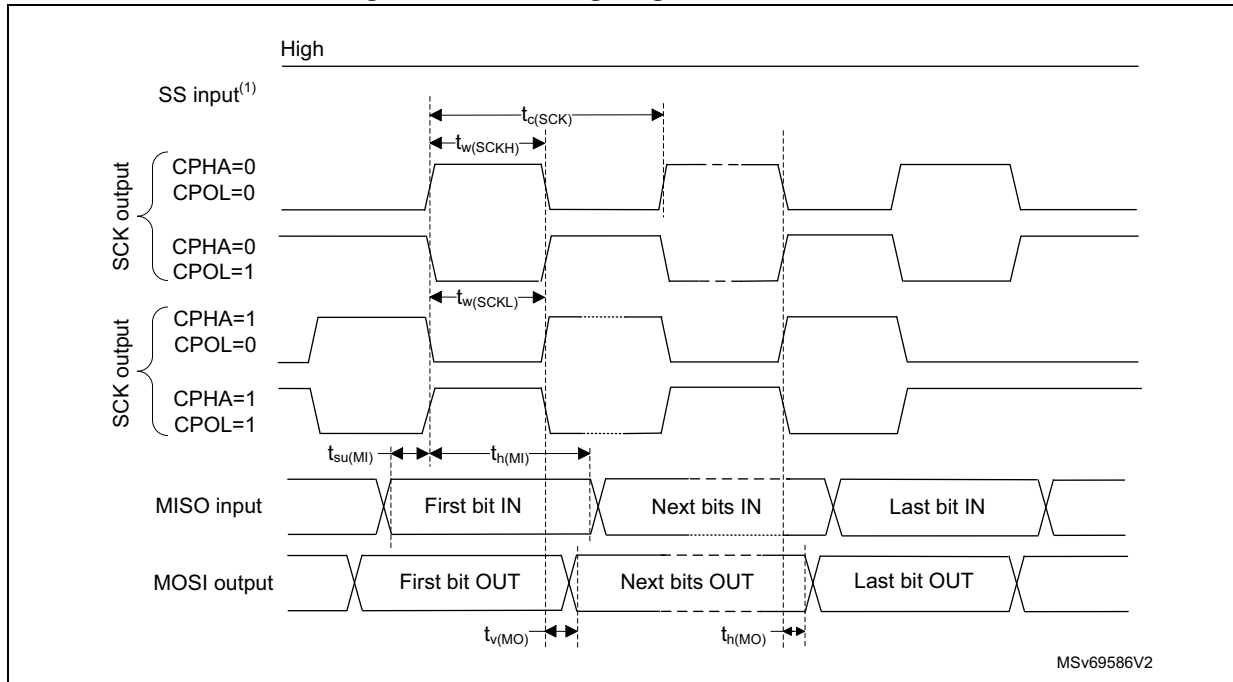 High
SS input(1)
tc(SCK)
tw(SCKH)
SCK output
CPHA=0
CPOL=0
CPHA=0
CPOL=1
tw(SCKL)
SCK output
CPHA=1
CPOL=0
CPHA=1
CPOL=1
tsu(MI)
th(MI)
MISO input
First bit IN
Next bits IN
Last bit IN
MOSI output
First bit OUT
Next bits OUT
Last bit OUT
tv(MO)
th(MO)
MSv69586V2